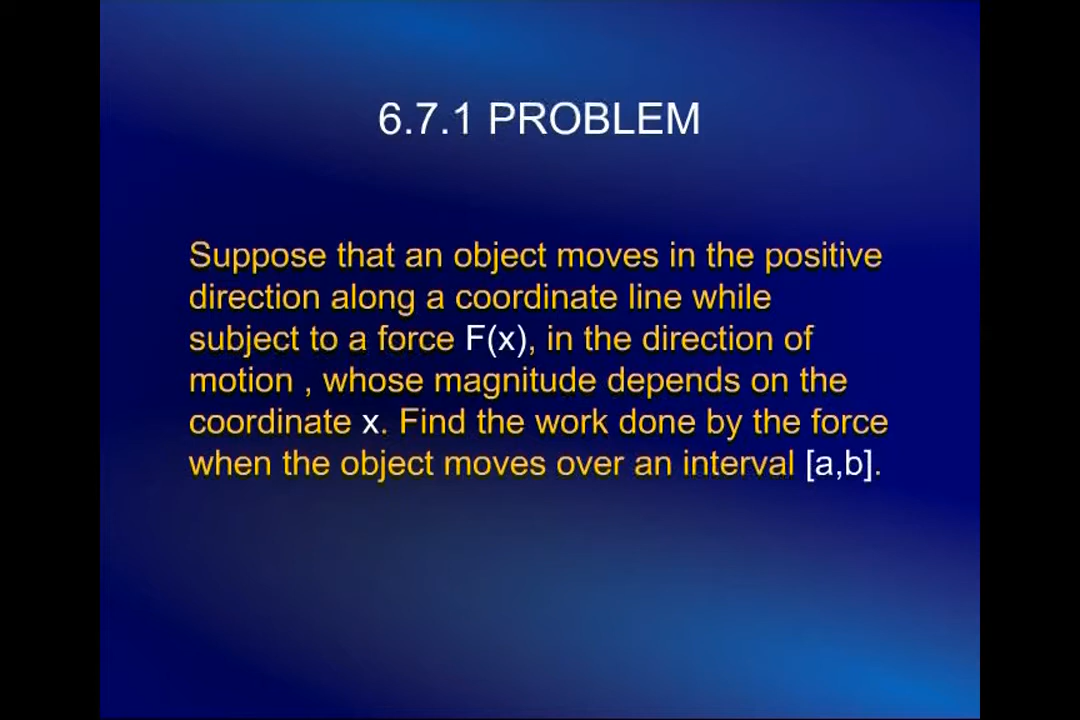 6.7.1 PROBLEM
Suppose that an object moves in the positive
direction along a coordinate line while
subject to a force F(x), in the direction of
motion , whose magnitude depends on the
coordinate x. Find the work done by the force
when the object moves over an interval [a,b].